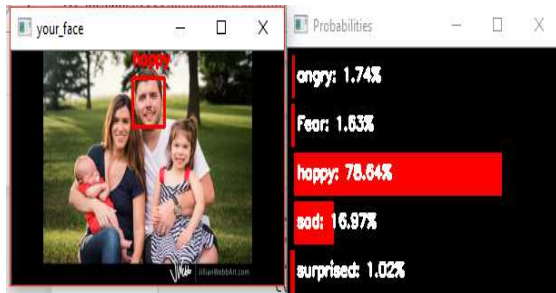 your_face
happy
JWebb JillianWebbArt.com
Probabilities
angry: 1.74%
Fear: 1.63%
happy: 78.64%
sad: 16.97%
surprised: 1.02%